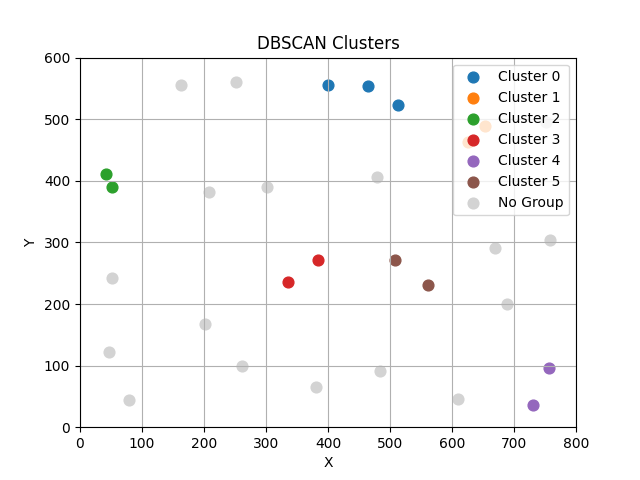 DBSCAN Clusters
600
500
400
300
200
100
0
Y
Cluster 0
Cluster 1
Cluster 2
Cluster 3
Cluster 4
Cluster 5
No Group
0 100 200 300 400 500 600 700 800
X